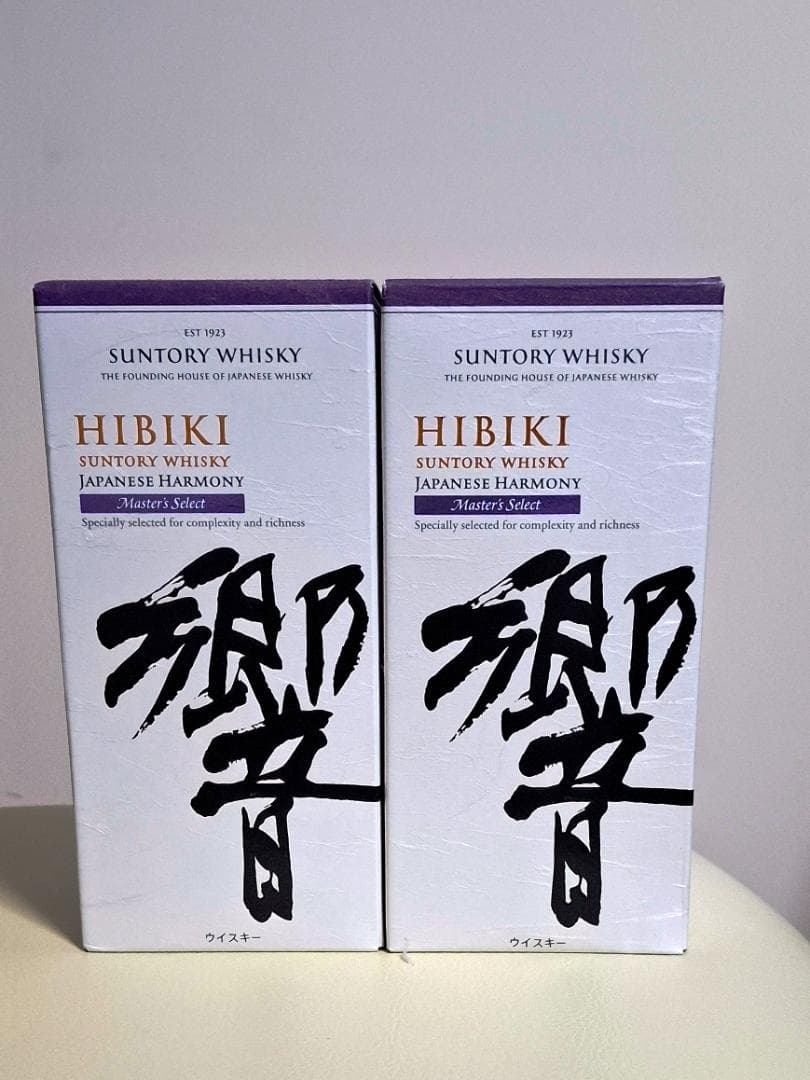 EST 1923
SUNTORY WHISKY
THE FOUNDING HOUSE OF JAPANESE WHISKY
HIBIKI
SUNTORY WHISKY
JAPANESE HARMONY
Master's Select
Specially selected for complexity and richness
響
ウイスキー
EST 1923
SUNTORY WHISKY
THE FOUNDING HOUSE OF JAPANESE WHISKY
HIBIKI
SUNTORY WHISKY
JAPANESE HARMONY
Master's Select
Specially selected for complexity and richness
響
ウイスキー